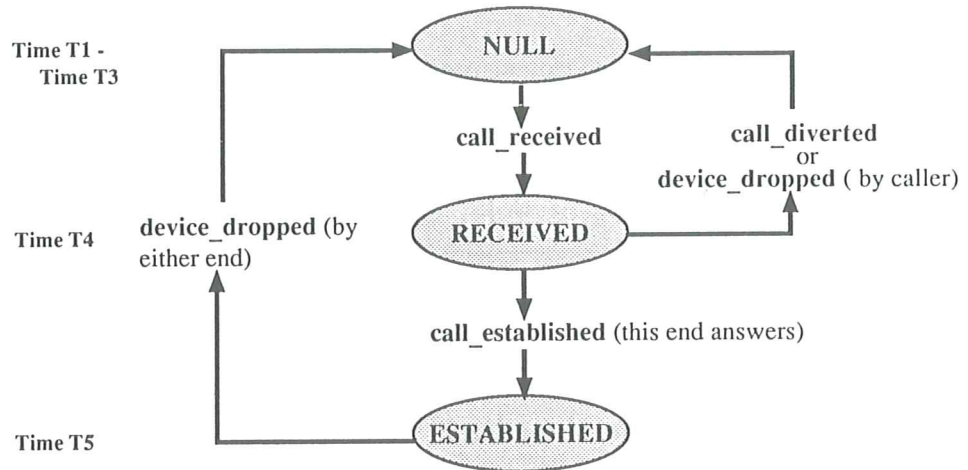 Time T1 -
Time T3
NULL
call_received
call_diverted
or
device_dropped ( by caller)
device_dropped (by
either end)
Time T4
RECEIVED
call_established (this end answers)
Time T5
ESTABLISHED